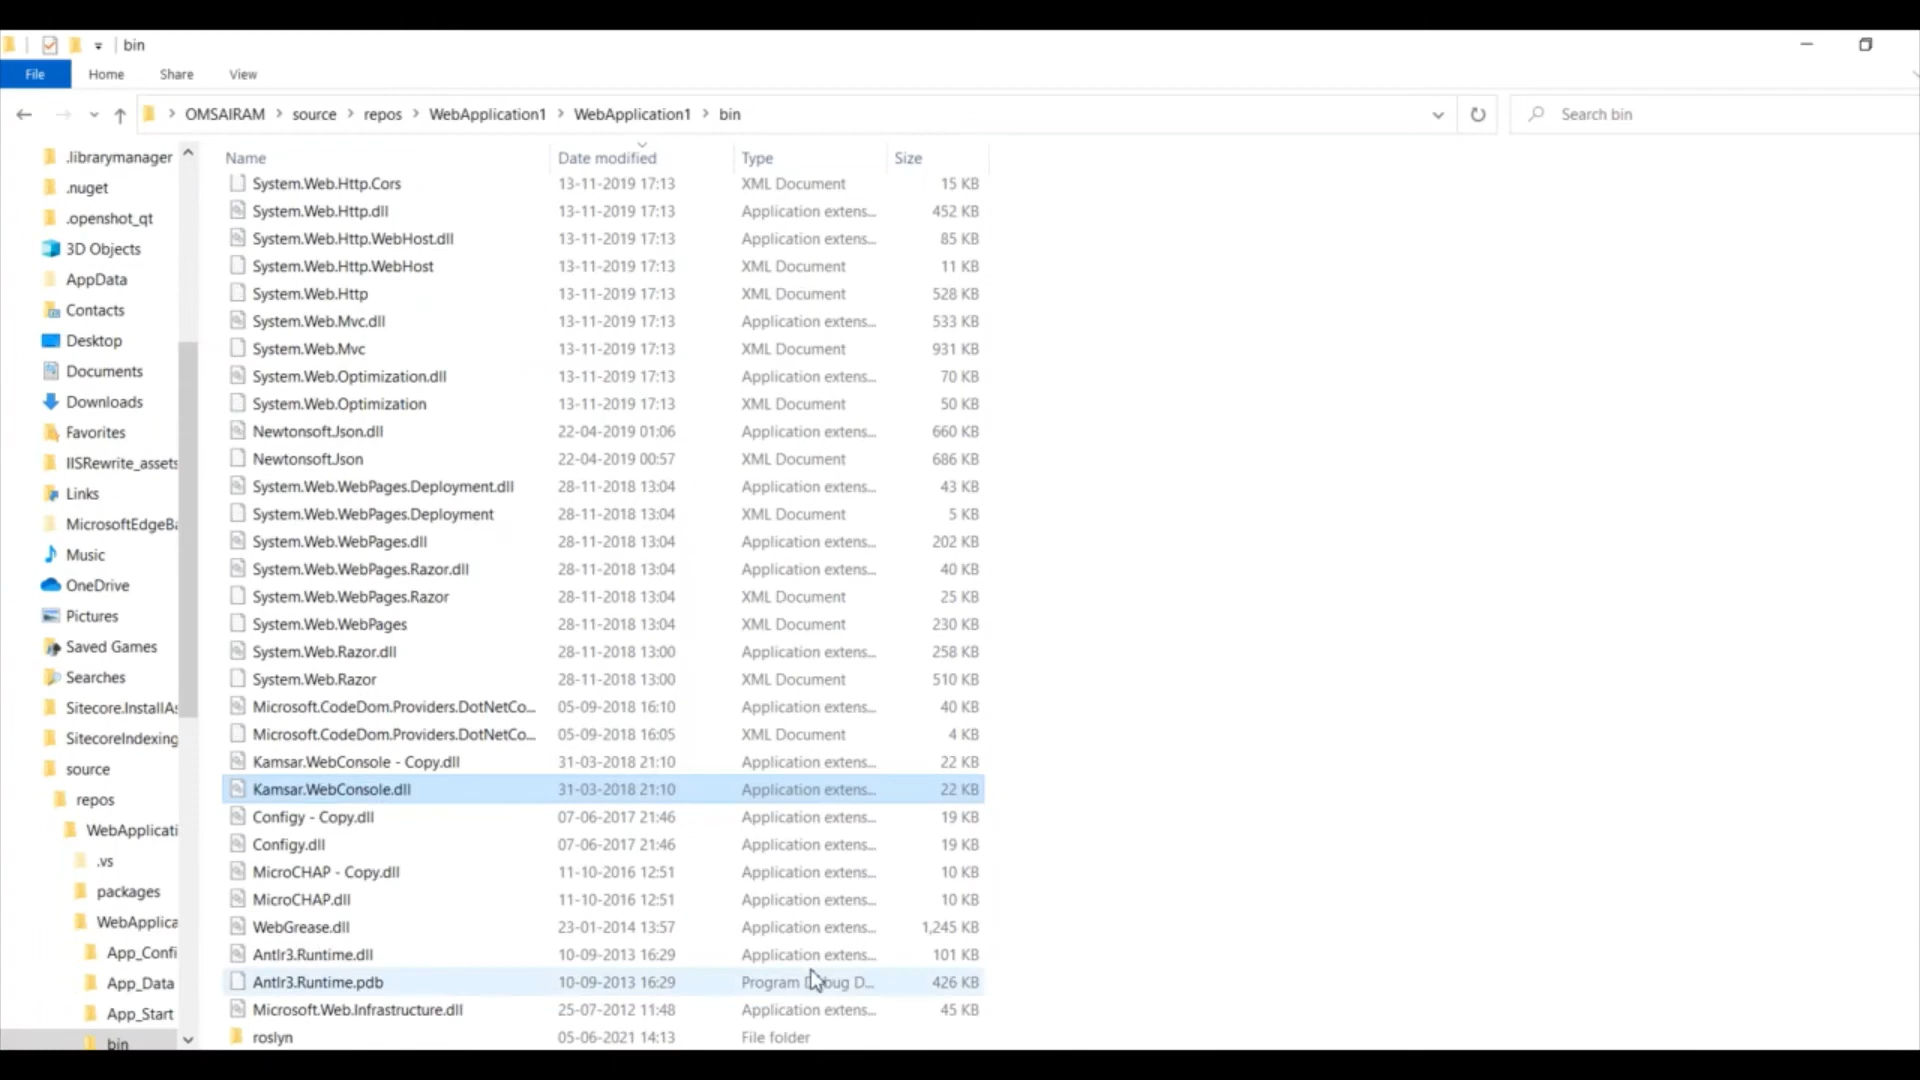 bin
File Home Share View
OMSAIRAM source repos WebApplication1 WebApplication1 bin Search bin
.librarymanager
.nuget
.openshot_qt
3D Objects
AppData
Contacts
Desktop
Documents
Downloads
Favorites
IISRewrite_assets
Links
MicrosoftEdgeBa
Music
OneDrive
Pictures
Saved Games
Searches
Sitecore.InstallAs
SitecoreIndexing
source
repos
WebApplicati
.vs
packages
WebApplica
App_Confi
App_Data
App_Start
bin
Name Date modified Type Size
System.Web.Http.Cors 13-11-2019 17:13 XML Document 15 KB
System.Web.Http.dll 13-11-2019 17:13 Application extens... 452 KB
System.Web.Http.WebHost.dll 13-11-2019 17:13 Application extens... 85 KB
System.Web.Http.WebHost 13-11-2019 17:13 XML Document 11 KB
System.Web.Http 13-11-2019 17:13 XML Document 528 KB
System.Web.Mvc.dll 13-11-2019 17:13 Application extens... 533 KB
System.Web.Mvc 13-11-2019 17:13 XML Document 931 KB
System.Web.Optimization.dll 13-11-2019 17:13 Application extens... 70 KB
System.Web.Optimization 13-11-2019 17:13 XML Document 50 KB
Newtonsoft.Json.dll 22-04-2019 01:06 Application extens... 660 KB
Newtonsoft.Json 22-04-2019 00:57 XML Document 686 KB
System.Web.WebPages.Deployment.dll 28-11-2018 13:04 Application extens... 43 KB
System.Web.WebPages.Deployment 28-11-2018 13:04 XML Document 5 KB
System.Web.WebPages.dll 28-11-2018 13:04 Application extens... 202 KB
System.Web.WebPages.Razor.dll 28-11-2018 13:04 Application extens... 40 KB
System.Web.WebPages.Razor 28-11-2018 13:04 XML Document 25 KB
System.Web.WebPages 28-11-2018 13:04 XML Document 230 KB
System.Web.Razor.dll 28-11-2018 13:00 Application extens... 258 KB
System.Web.Razor 28-11-2018 13:00 XML Document 510 KB
Microsoft.CodeDom.Providers.DotNetCo... 05-09-2018 16:10 Application extens... 40 KB
Microsoft.CodeDom.Providers.DotNetCo... 05-09-2018 16:05 XML Document 4 KB
Kamsar.WebConsole - Copy.dll 31-03-2018 21:10 Application extens... 22 KB
Kamsar.WebConsole.dll 31-03-2018 21:10 Application extens... 22 KB
Configy - Copy.dll 07-06-2017 21:46 Application extens... 19 KB
Configy.dll 07-06-2017 21:46 Application extens... 19 KB
MicroCHAP - Copy.dll 11-10-2016 12:51 Application extens... 10 KB
MicroCHAP.dll 11-10-2016 12:51 Application extens... 10 KB
WebGrease.dll 23-01-2014 13:57 Application extens... 1,245 KB
Antlr3.Runtime.dll 10-09-2013 16:29 Application extens... 101 KB
Antlr3.Runtime.pdb 10-09-2013 16:29 Program Debug D... 426 KB
Microsoft.Web.Infrastructure.dll 25-07-2012 11:48 Application extens... 45 KB
roslyn 05-06-2021 14:13 File folder